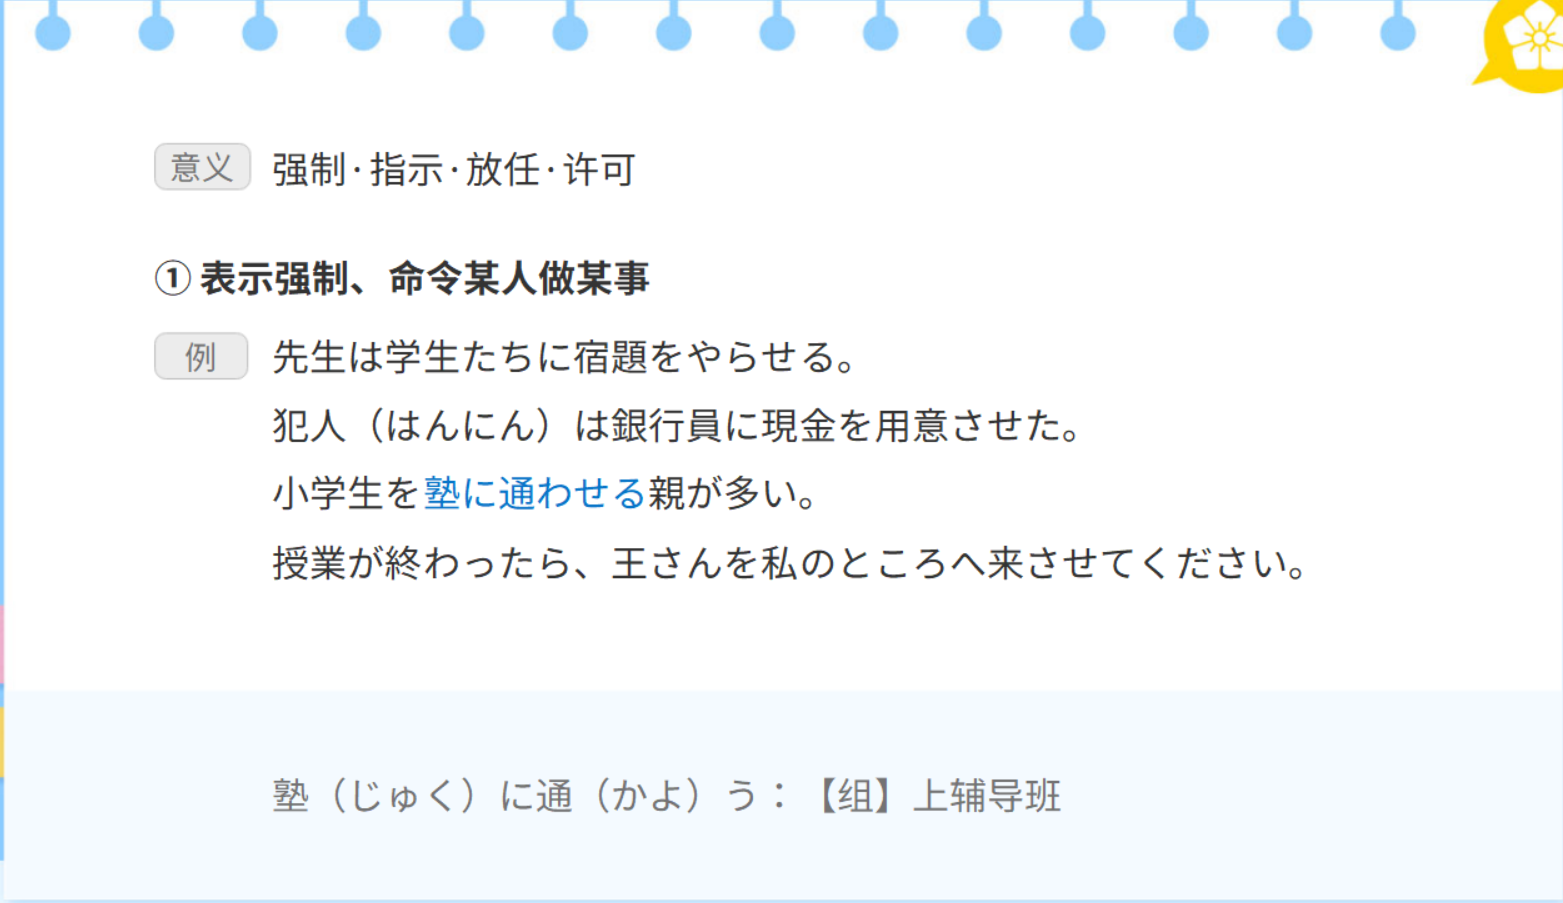 意义 强制·指示·放任·许可
① 表示强制、命令某人做某事
例 先生は学生たちに宿題をやらせる。
犯人（はんにん）は銀行員に現金を用意させた。
小学生を塾に通わせる親が多い。
授業が終わったら、王さんを私のところへ来させてください。
塾（じゅく）に通（かよ）う：【组】上辅导班